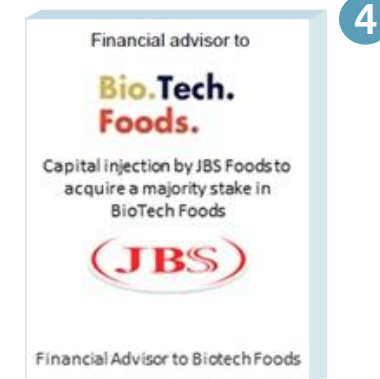 4
Financial advisor to
Bio.Tech.
Foods.
Capital injection by JBS Foods to
acquire a majority stake in
BioTech Foods
JBS
Financial Advisor to Biotech Foods